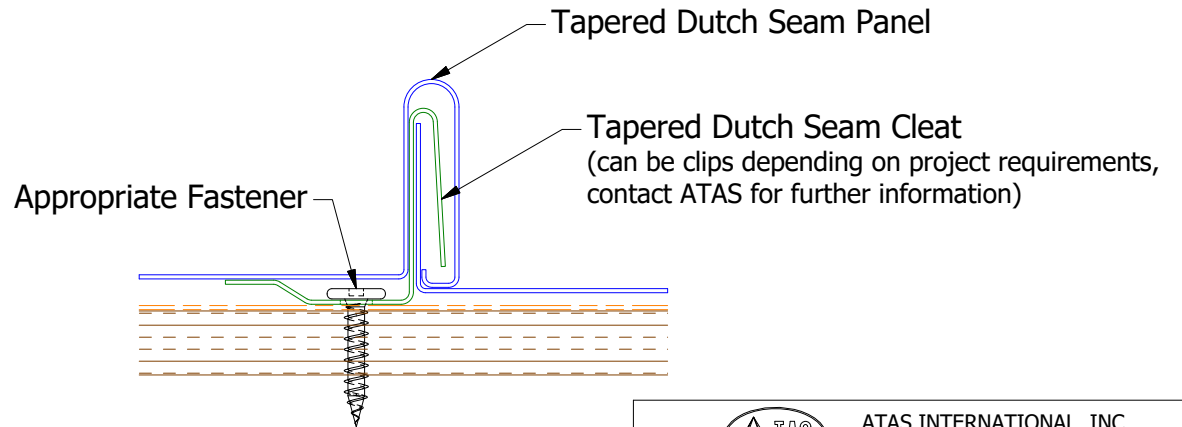 Tapered Dutch Seam Panel
Tapered Dutch Seam Cleat
(can be clips depending on project requirements,
contact ATAS for further information)
Appropriate Fastener
ATAS INTERNATIONAL, INC